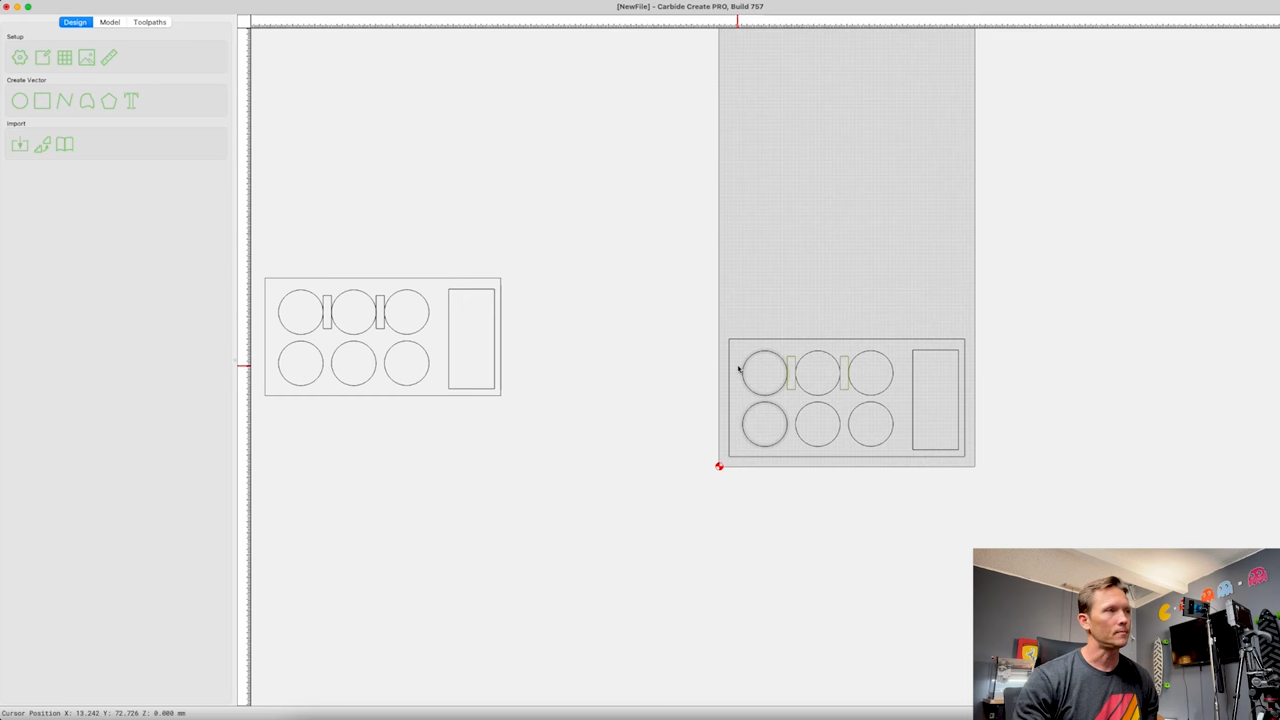 [NewFile] - Carbide Create PRO, Build 757
Design
Model
Toolpaths
Setup
Create Vector
Import
Cursor Position X: 13.242 Y: 72.726 Z: 0.000 mm